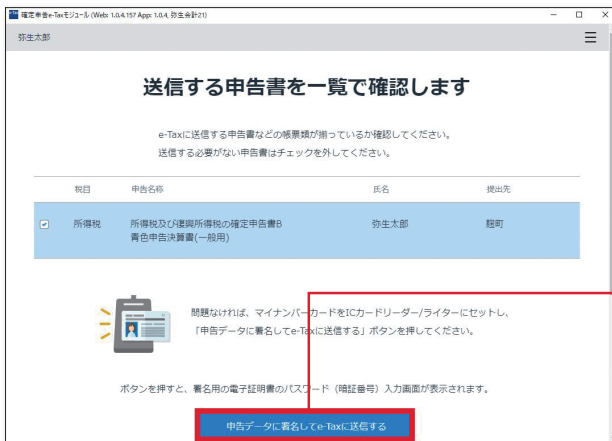 確定申告e-Taxモジュール (Web: 1.0.4.157 App: 1.0.4, 弥生会計21)
弥生太郎
送信する申告書を一覧で確認します
e-Taxに送信する申告書などの帳票類が揃っているか確認してください。
送信する必要がない申告書はチェックを外してください。
税目 申告名称 氏名 提出先
所得税 所得税及び復興所得税の確定申告書B 弥生太郎 麹町
青色申告決算書(一般用)
問題なければ、マイナンバーカードをICカードリーダー/ライターにセットし、
「申告データに署名してe-Taxに送信する」ボタンを押してください。
ボタンを押すと、署名用の電子証明書のパスワード（暗証番号）入力画面が表示されます。
申告データに署名してe-Taxに送信する